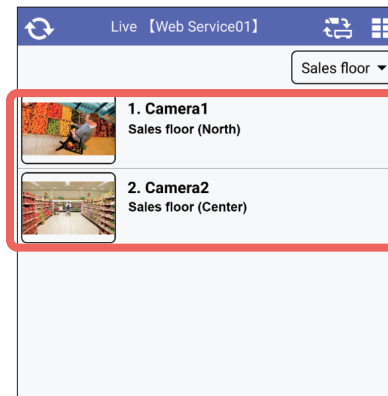 Live 【Web Service01】
Sales floor
1. Camera1
Sales floor (North)
2. Camera2
Sales floor (Center)